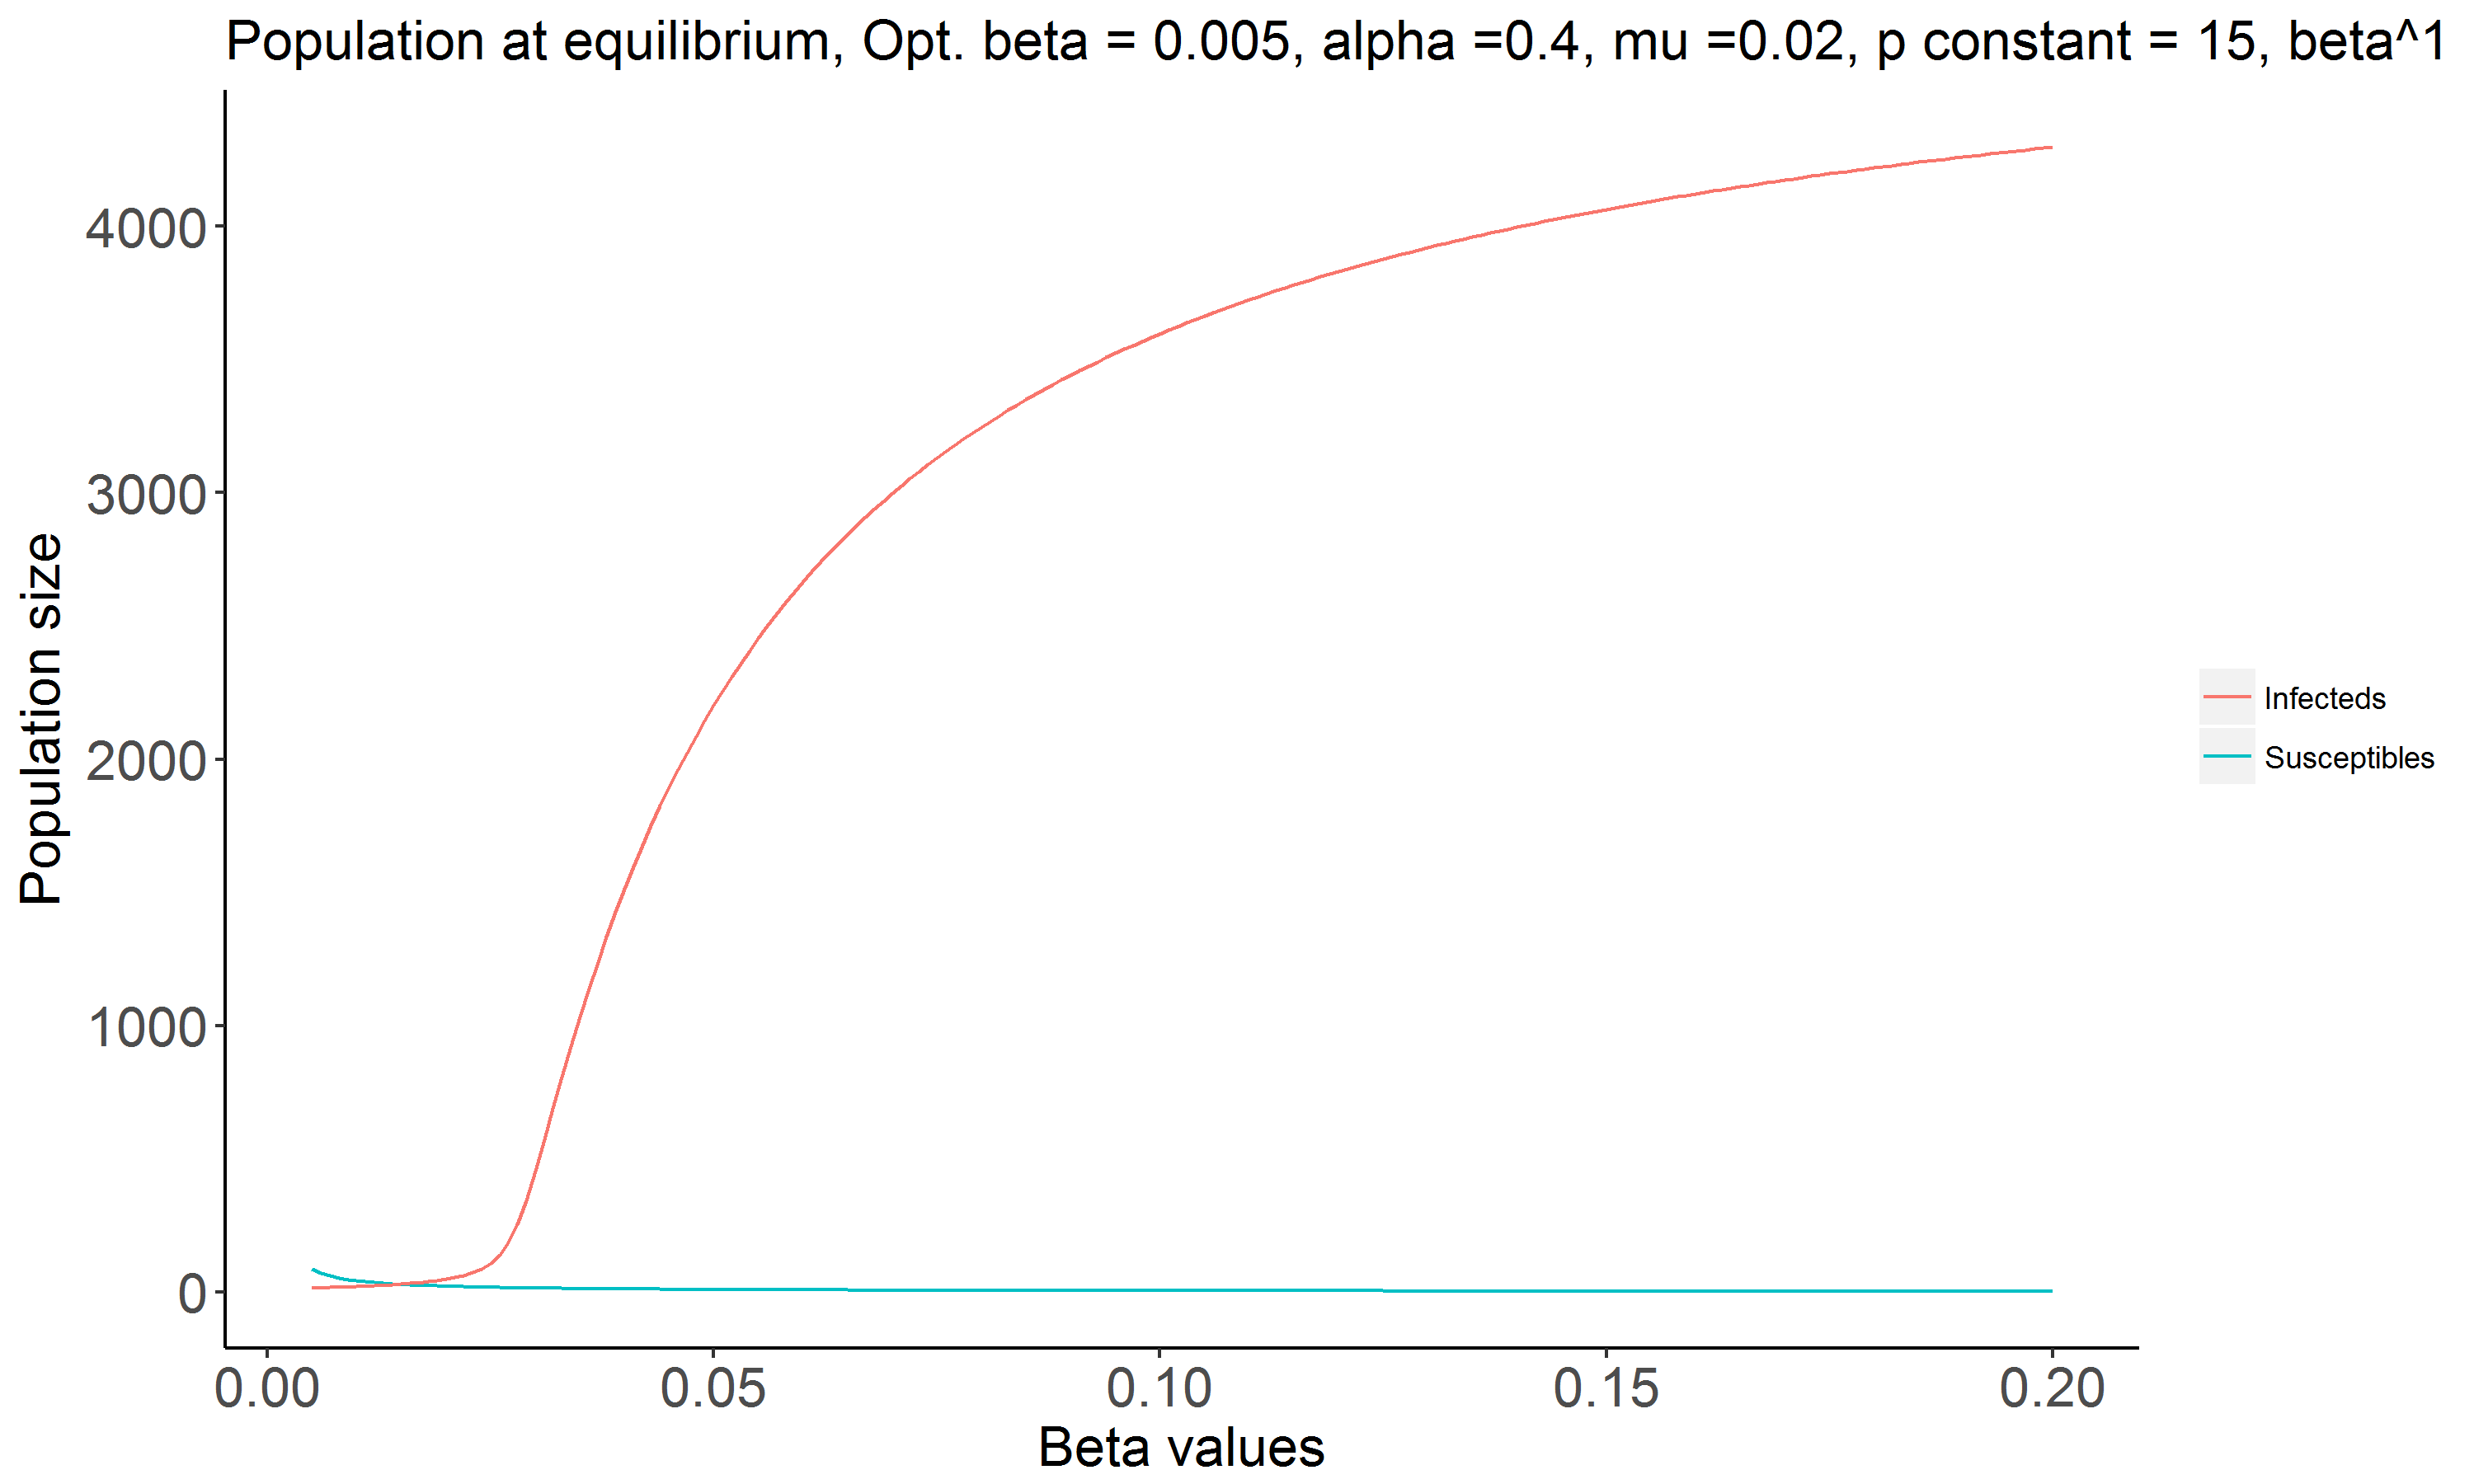 Population at equilibrium, Opt. beta = 0.005, alpha =0.4, mu =0.02, p constant = 15, beta^1
Population size
4000
3000
2000
1000
0
0.00 0.05 0.10 0.15 0.20
Beta values
Infecteds
Susceptibles